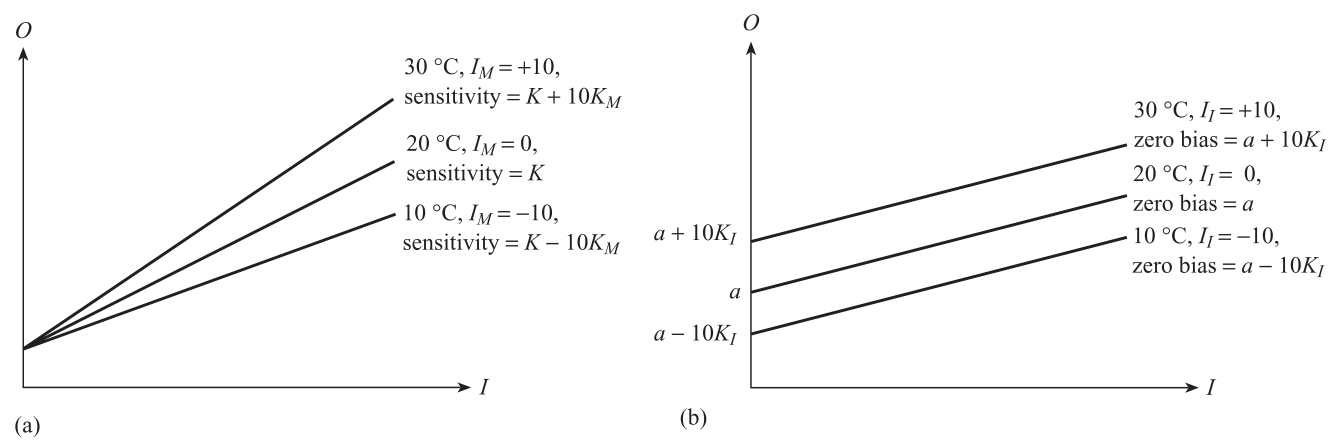 O
30 °C, I_M = +10,
sensitivity = K + 10K_M
20 °C, I_M = 0,
sensitivity = K
10 °C, I_M = −10,
sensitivity = K − 10K_M
I
(a)
O
30 °C, I_I = +10,
zero bias = a + 10K_I
20 °C, I_I = 0,
zero bias = a
10 °C, I_I = −10,
zero bias = a − 10K_I
a + 10K_I
a
a − 10K_I
I
(b)